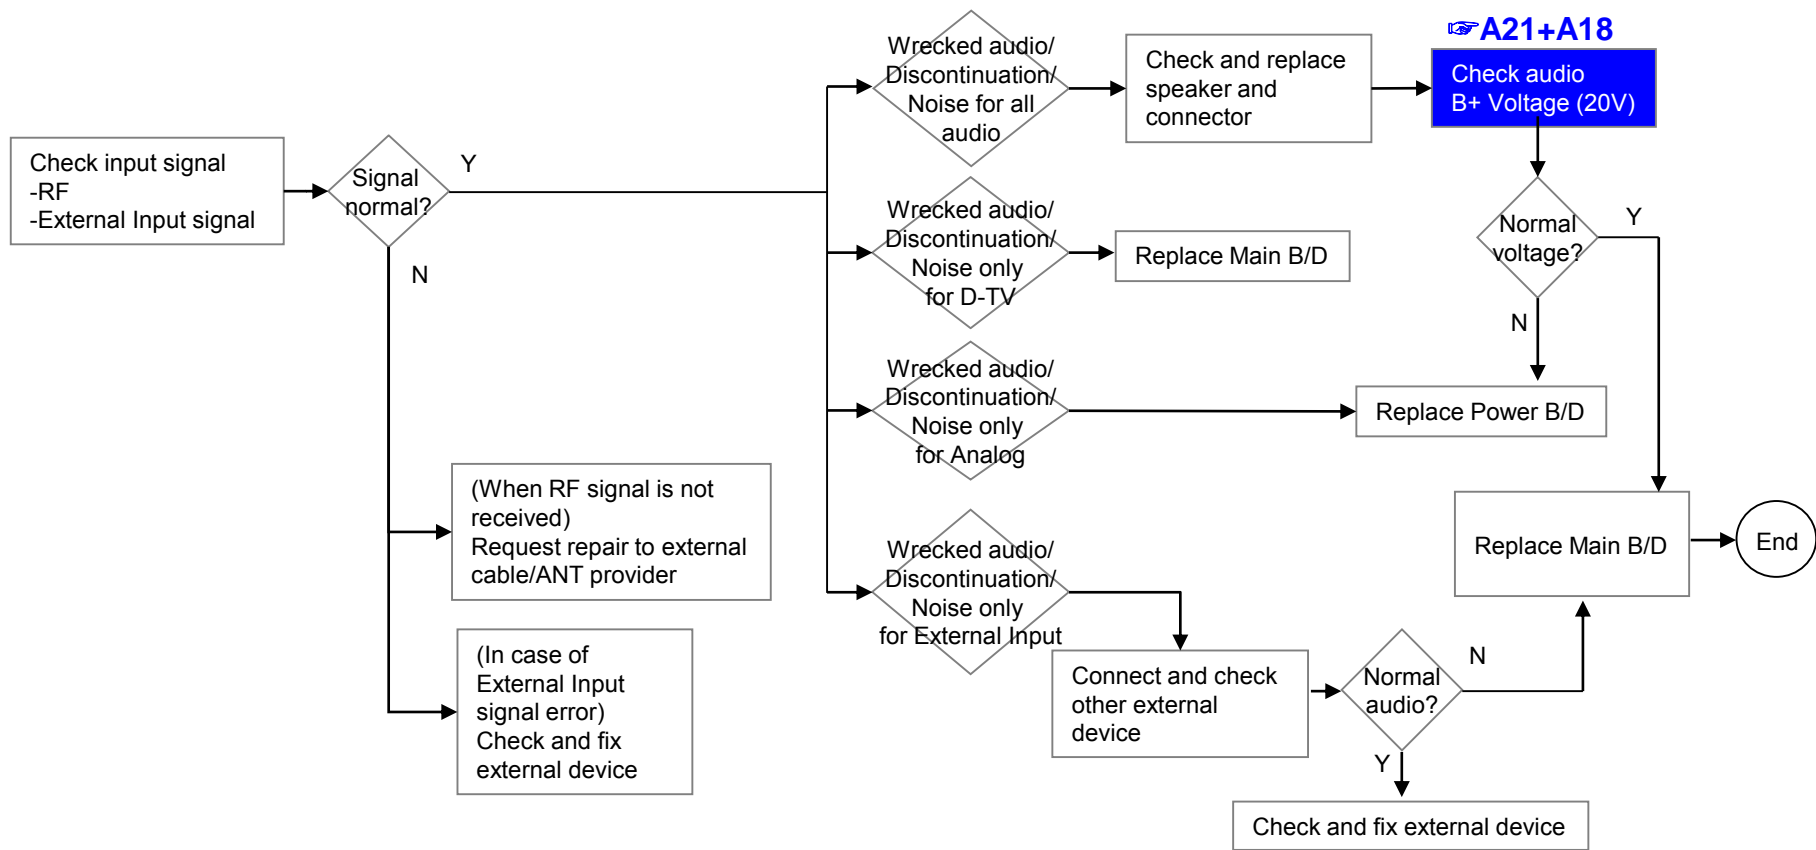 Check input signal
-RF
-External Input signal
Signal
normal?
Y
N
(When RF signal is not
received)
Request repair to external
cable/ANT provider
(In case of
External Input
signal error)
Check and fix
external device
Wrecked audio/
Discontinuation/
Noise for all
audio
Check and replace
speaker and
connector
☞A21+A18
Check audio
B+ Voltage (20V)
Normal
voltage?
Y
N
Wrecked audio/
Discontinuation/
Noise only
for D-TV
Replace Main B/D
Wrecked audio/
Discontinuation/
Noise only
for Analog
Replace Power B/D
Wrecked audio/
Discontinuation/
Noise only
for External Input
Connect and check
other external
device
Normal
audio?
N
Y
Replace Main B/D
End
Check and fix external device